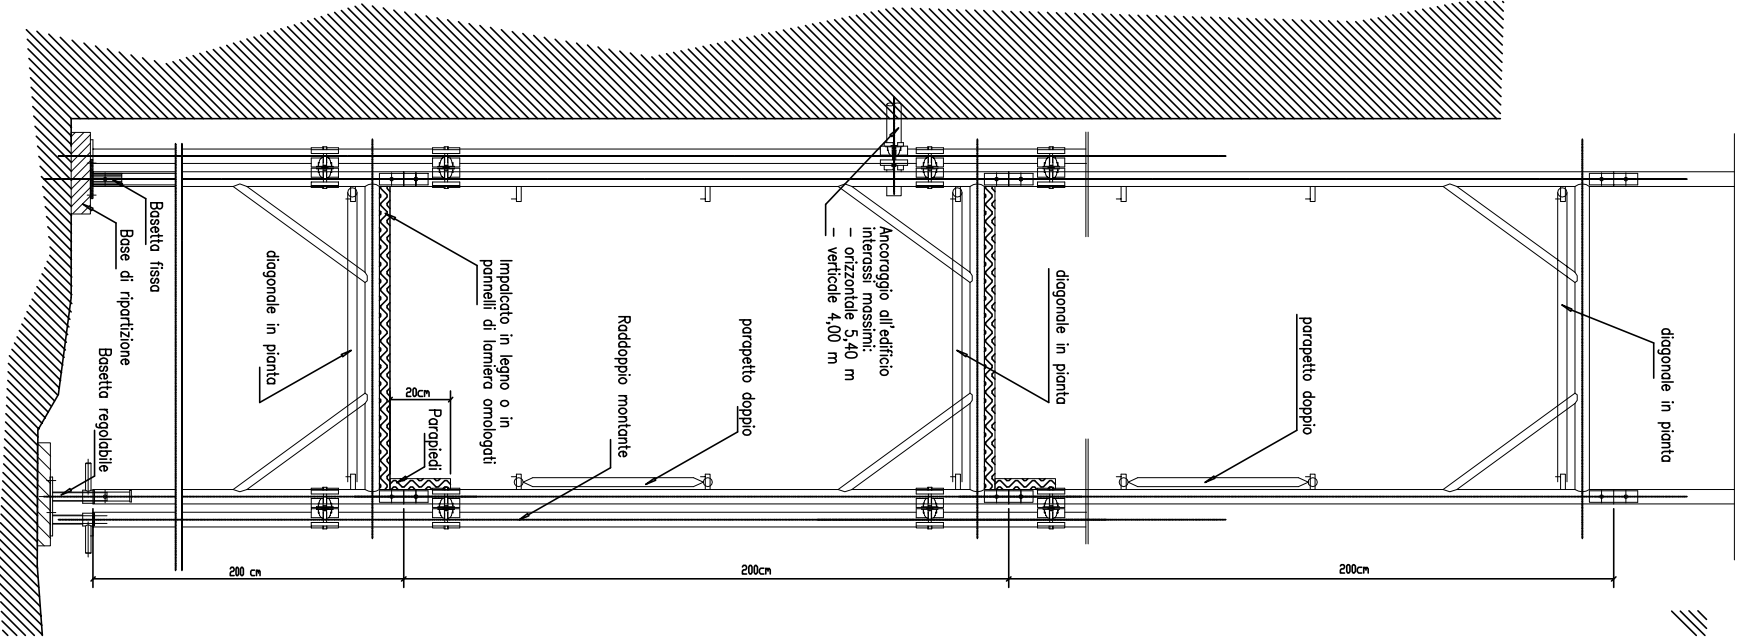 Basetta fissa
Base di ripartizione
Basetta regolabile
diagonale in pianta
20cm
Parapiedi
Impalcato in legno o in
pannelli di lamiera omologati
Raddoppio montante
parapetto doppio
Ancoraggio all'edificio
interassi massimi:
- orizzontale 5,40 m
- verticale 4,00 m
diagonale in pianta
parapetto doppio
diagonale in pianta
200 cm
200cm
200cm